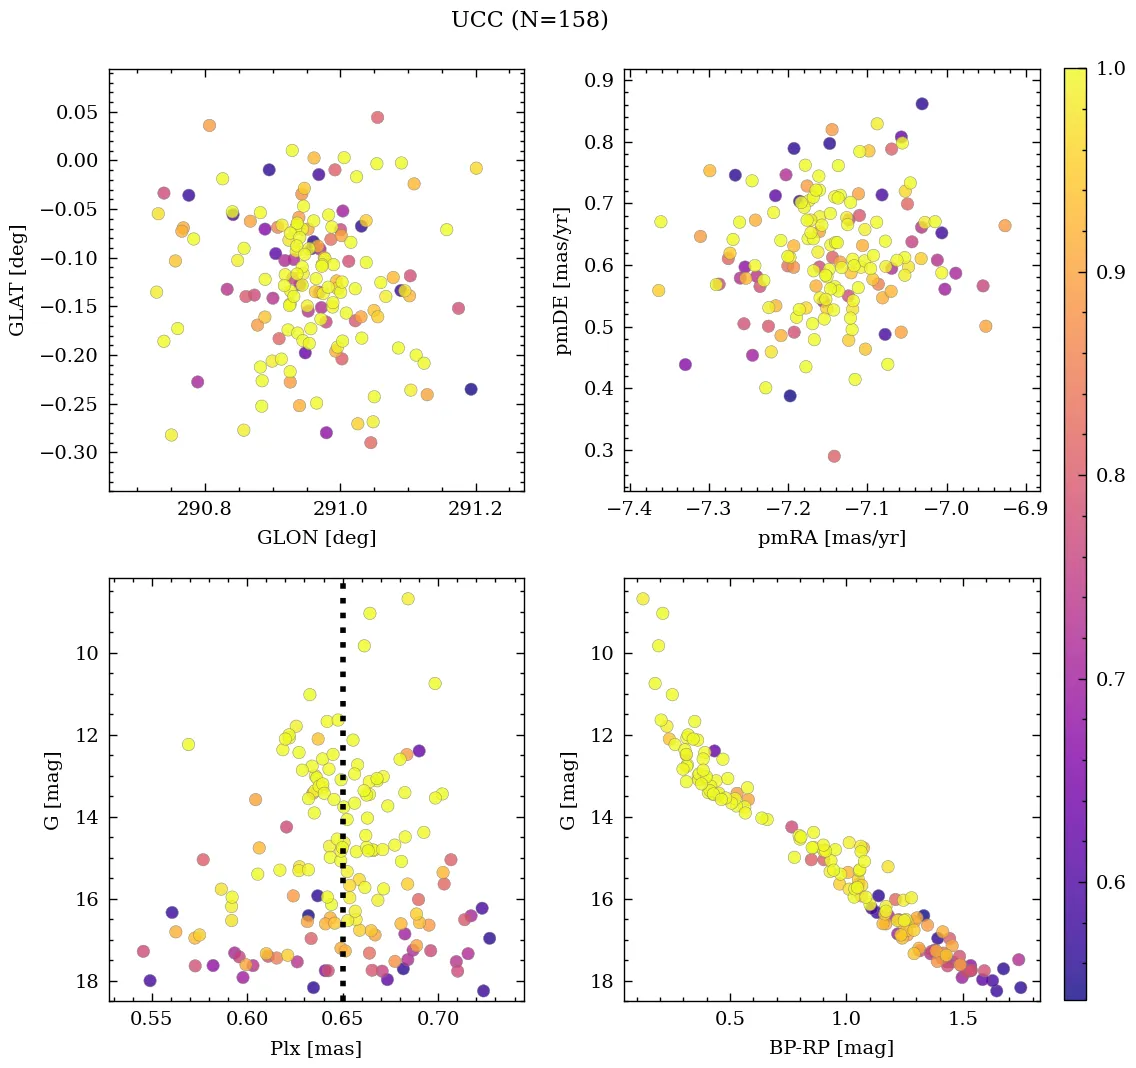 UCC (N=158)
0.05
0.00
−0.05
−0.10
−0.15
−0.20
−0.25
−0.30
GLAT [deg]
290.8 291.0 291.2
GLON [deg]
0.9
0.8
0.7
0.6
0.5
0.4
0.3
pmDE [mas/yr]
−7.4 −7.3 −7.2 −7.1 −7.0 −6.9
pmRA [mas/yr]
10
12
14
16
18
G [mag]
0.55 0.60 0.65 0.70
Plx [mas]
10
12
14
16
18
G [mag]
0.5 1.0 1.5
BP-RP [mag]
1.0
0.9
0.8
0.7
0.6